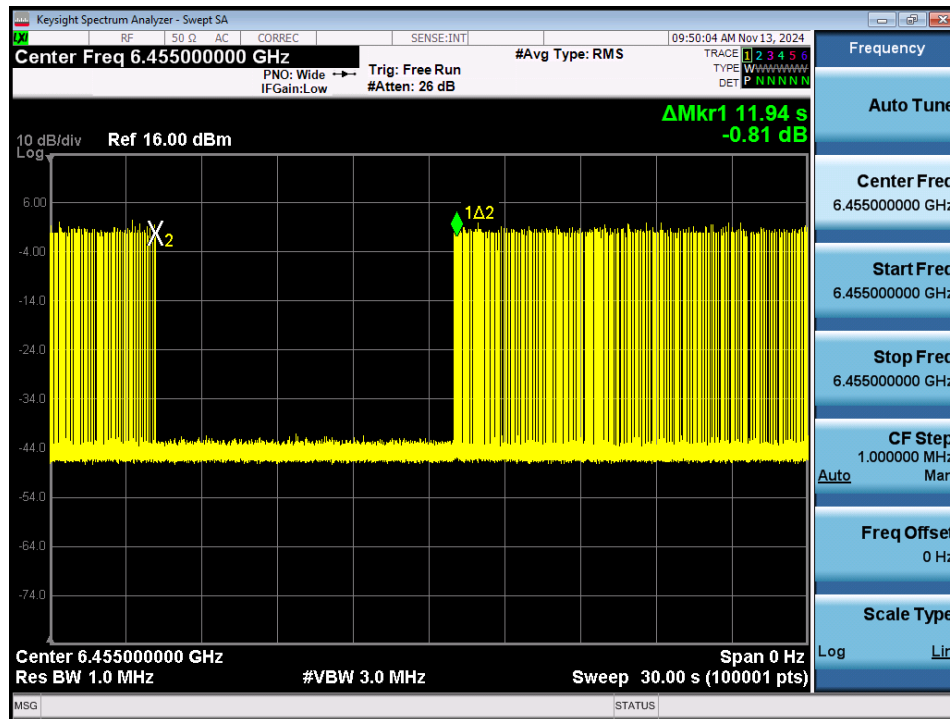 Keysight Spectrum Analyzer - Swept SA
LXI RF 50 Ω AC CORREC SENSE:INT 09:50:04 AM Nov 13, 2024
Center Freq 6.455000000 GHz
PNO: Wide
IFGain:Low
Trig: Free Run
#Atten: 26 dB
#Avg Type: RMS
TRACE 1 2 3 4 5 6
TYPE WWWWWW
DET P N N N N N
ΔMkr1 11.94 s
-0.81 dB
10 dB/div Ref 16.00 dBm
Log
6.00
-4.00
-14.0
-24.0
-34.0
-44.0
-54.0
-64.0
-74.0
X2
1Δ2
Center 6.455000000 GHz Span 0 Hz
Res BW 1.0 MHz #VBW 3.0 MHz Sweep 30.00 s (100001 pts)
MSG STATUS
Frequency
Auto Tune
Center Freq
6.455000000 GHz
Start Freq
6.455000000 GHz
Stop Freq
6.455000000 GHz
CF Step
1.000000 MHz
Auto Man
Freq Offset
0 Hz
Scale Type
Log Lin